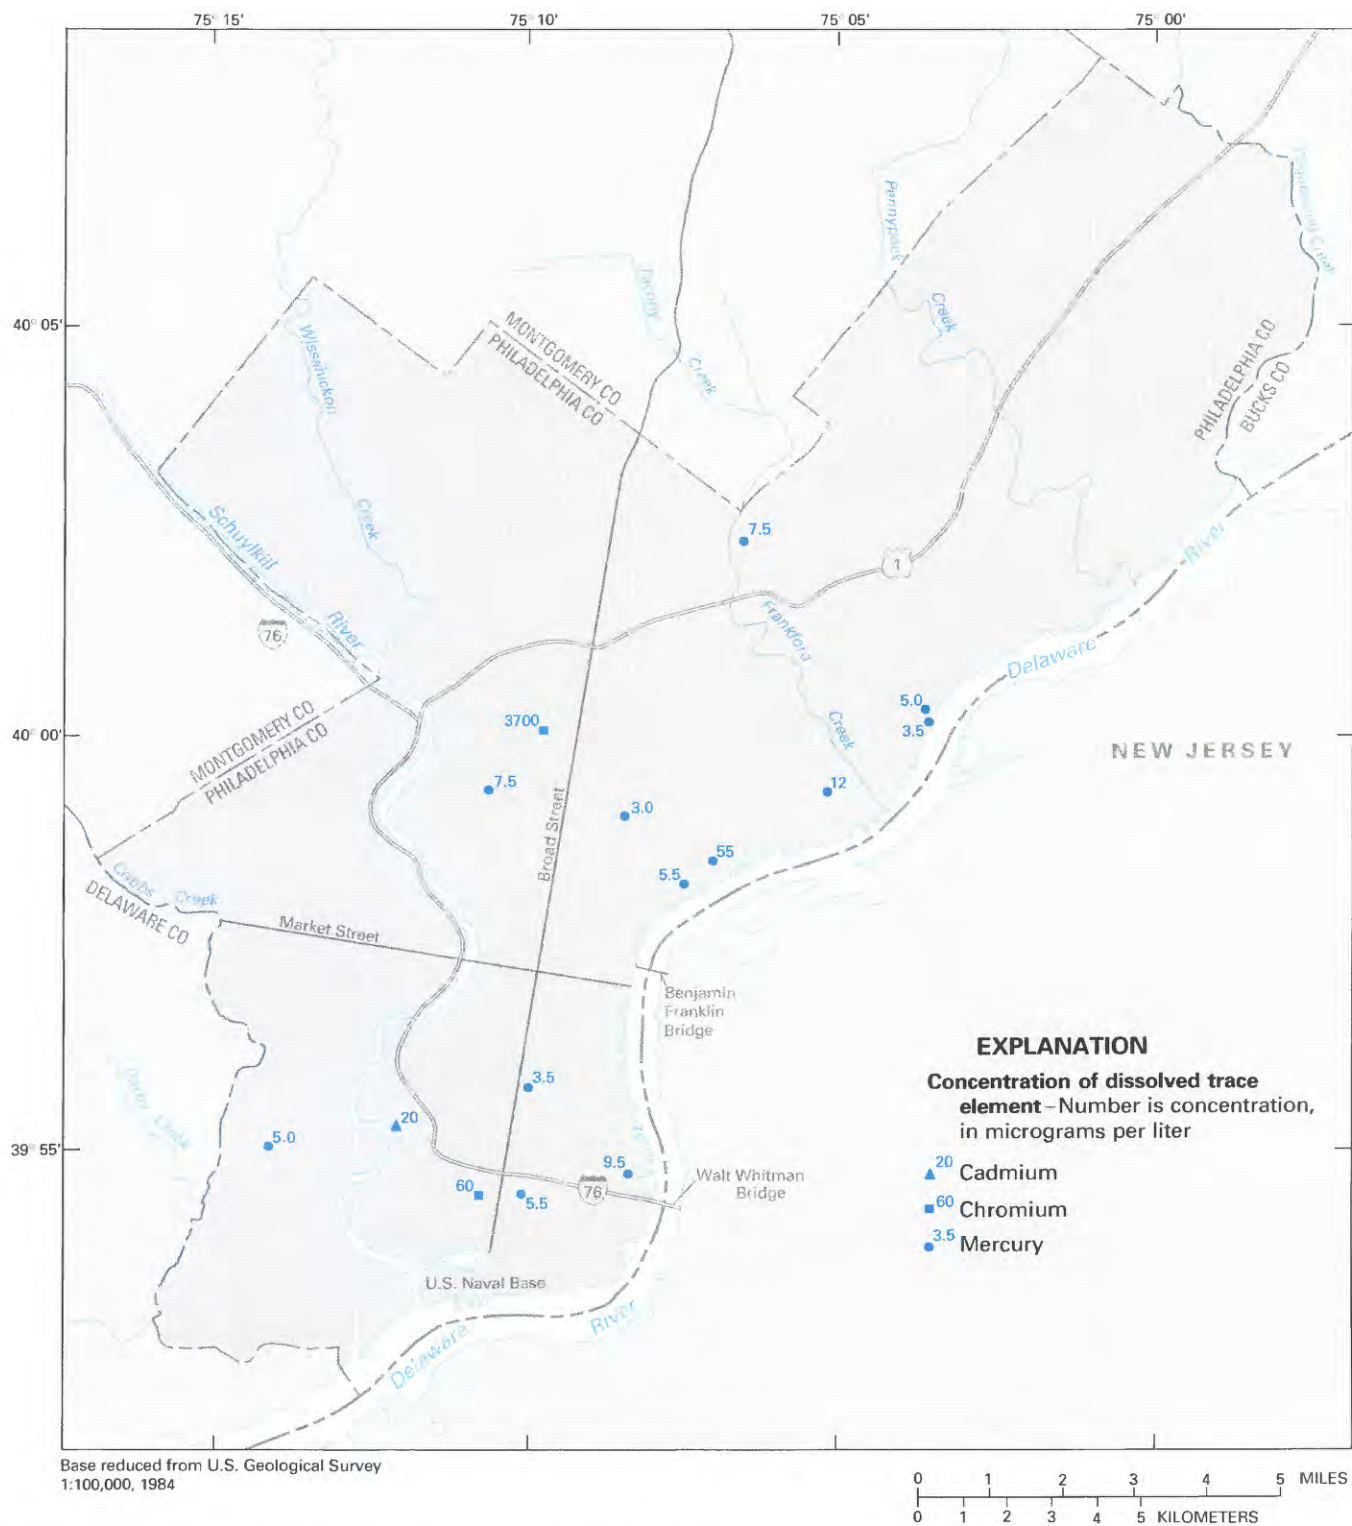 75° 15'
75° 10'
75° 05'
75° 00'
Pennypack
Creek
Tacony
Creek
40° 05'
Wissahickon
Creek
MONTGOMERY CO
PHILADELPHIA CO
PHILADELPHIA CO
BUCKS CO
Schuylkill
River
76
7.5
1
River
Frankford
Creek
Delaware
5.0
3.5
3700
40° 00'
MONTGOMERY CO
PHILADELPHIA CO
NEW JERSEY
7.5
12
3.0
Broad Street
55
5.5
Cobbs Creek
DELAWARE CO
Market Street
Benjamin
Franklin
Bridge
EXPLANATION
Concentration of dissolved trace
element – Number is concentration,
in micrograms per liter
20 Cadmium
60 Chromium
3.5 Mercury
Darby Creek
3.5
20
39° 55'
5.0
9.5
Walt Whitman
Bridge
60
5.5
76
U.S. Naval Base
Delaware
River
Base reduced from U.S. Geological Survey
1:100,000, 1984
0 1 2 3 4 5 MILES
0 1 2 3 4 5 KILOMETERS